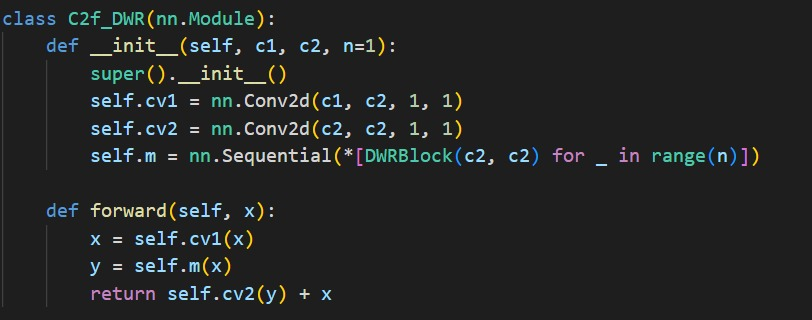 class C2f_DWR(nn.Module):
    def __init__(self, c1, c2, n=1):
        super().__init__()
        self.cv1 = nn.Conv2d(c1, c2, 1, 1)
        self.cv2 = nn.Conv2d(c2, c2, 1, 1)
        self.m = nn.Sequential(*[DWRBlock(c2, c2) for _ in range(n)])

    def forward(self, x):
        x = self.cv1(x)
        y = self.m(x)
        return self.cv2(y) + x